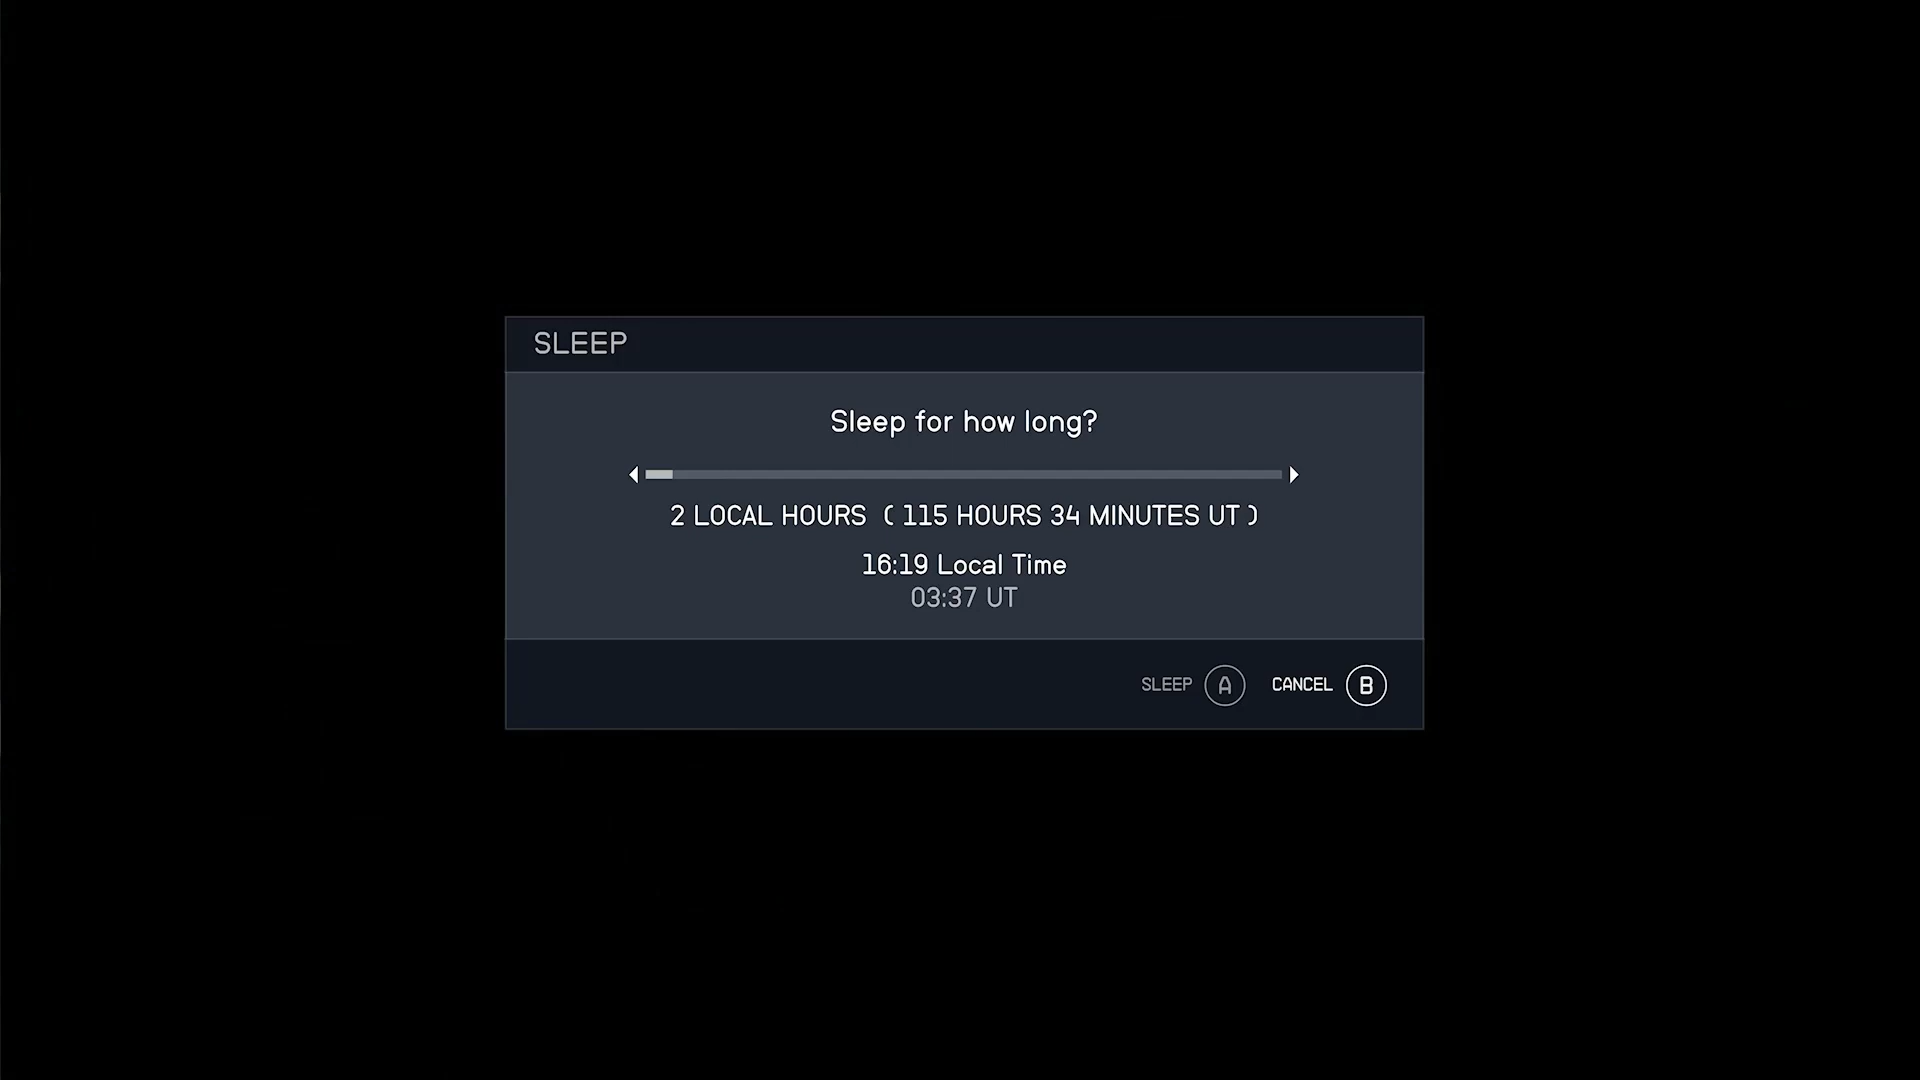 SLEEP
Sleep for how long?
2 LOCAL HOURS ( 115 HOURS 34 MINUTES UT )
16:19 Local Time
03:37 UT
SLEEP A CANCEL B